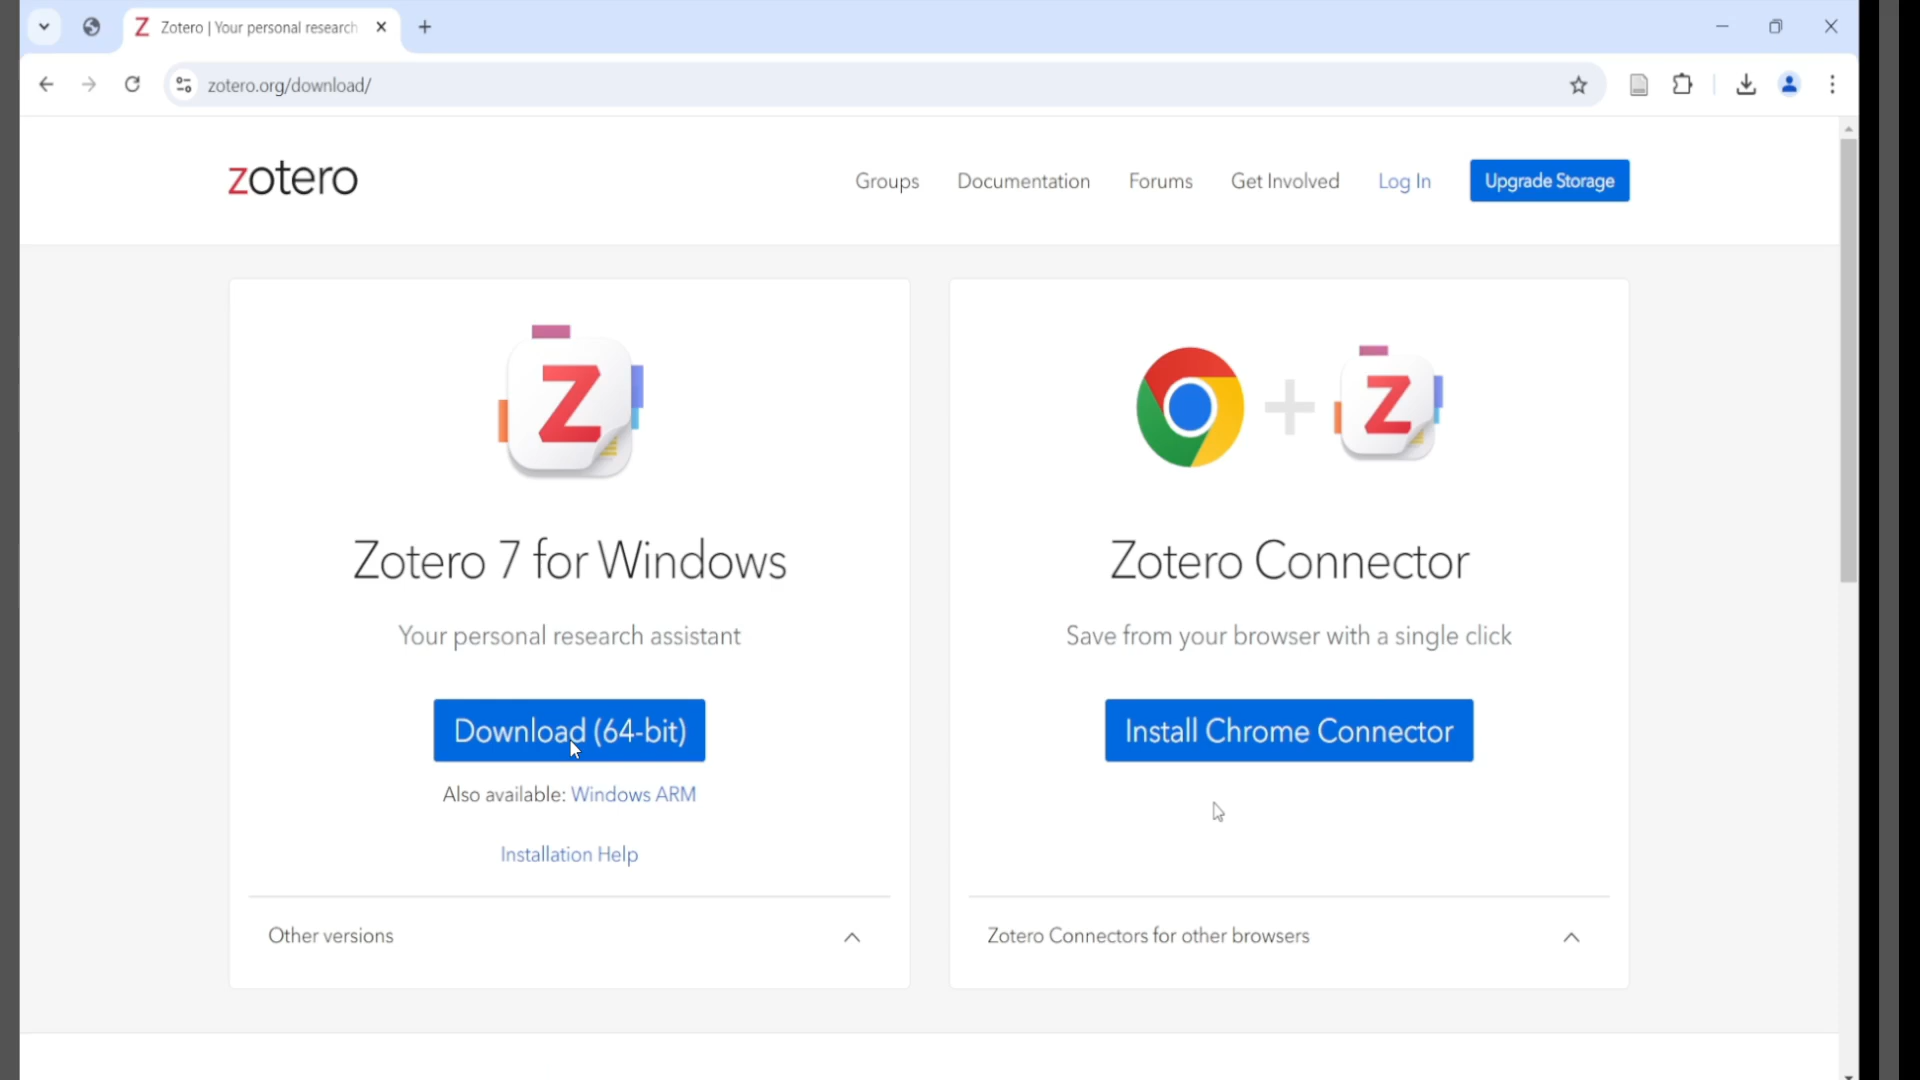 Zotero | Your personal research
zotero.org/download/
zotero
Groups
Documentation
Forums
Get Involved
Log In
Upgrade Storage
Z
Z
Zotero 7 for Windows
Zotero Connector
Your personal research assistant
Save from your browser with a single click
Download (64-bit)
Install Chrome Connector
Also available: Windows ARM
Installation Help
Other versions
Zotero Connectors for other browsers